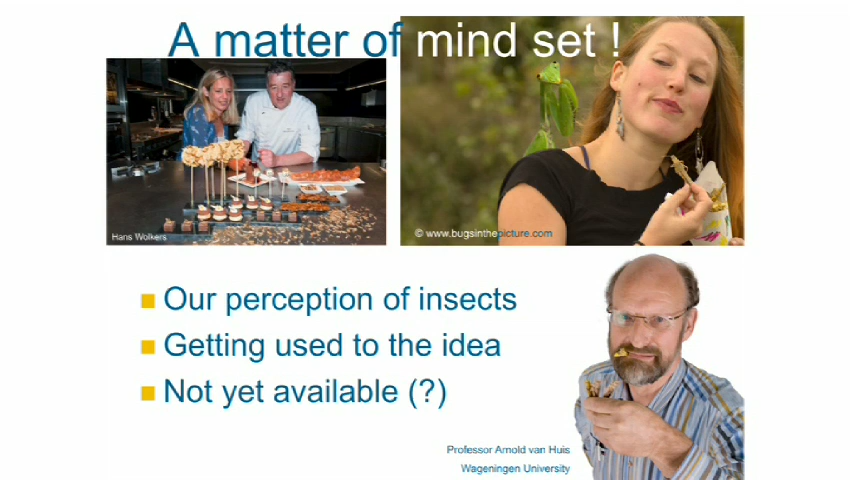 A matter of mind set !
Hans Wolkers
© www.bugsinthepicture.com
Our perception of insects
Getting used to the idea
Not yet available (?)
Professor Arnold van Huis
Wageningen University